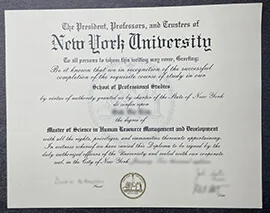 The President, Professors, and Trustees of
New York University
To all persons to whom this writing may come, Greeting:
Be it known that we in recognition of the successful
completion of the requisite course of study in our
School of Professional Studies
by virtue of authority granted us by charter of the State of New York
do confer upon
the degree of
Master of Science in Human Resource Management and Development
with all the rights, privileges, and immunities thereunto appertaining.
In witness whereof we have caused this Diploma to be signed by the
duly authorized officers of the University and sealed with our corporate
seal, in the City of New York